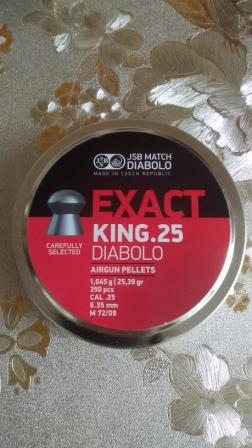 JSB MATCH
DIABOLO
MADE IN CZECH REPUBLIC
EXACT
KING.25
DIABOLO
AIRGUN PELLETS
CAREFULLY
SELECTED
1,645 g | 25,39 gr
350 pcs
CAL .25
6.35 mm
M 72/09